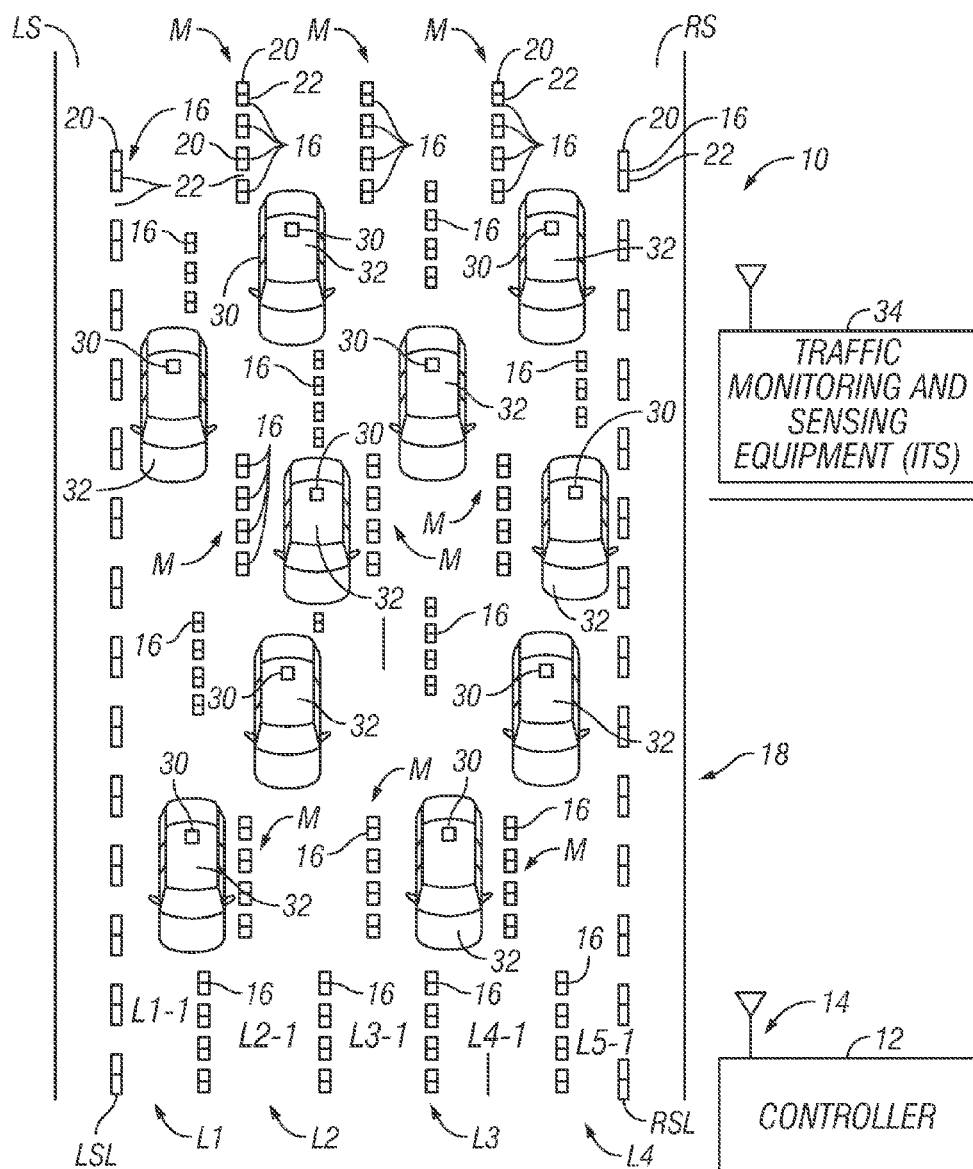 LS M M M RS
20 20
22 22
20 16 20
20 16 16 16 16
22 22 10
16 16
30 30
32 32
30 30
34
30 30
TRAFFIC
MONITORING AND
SENSING
EQUIPMENT (ITS)
16 16
32
16 30 30
32
M M M
32 32
16 16
30 30
32 32
18
30 M 30
M 16 16 M
32
32
16
16 16 16
L1-1 L2-1 L3-1 L4-1 L5-1
14
12
CONTROLLER
LSL L1 L2 L3 L4 RSL